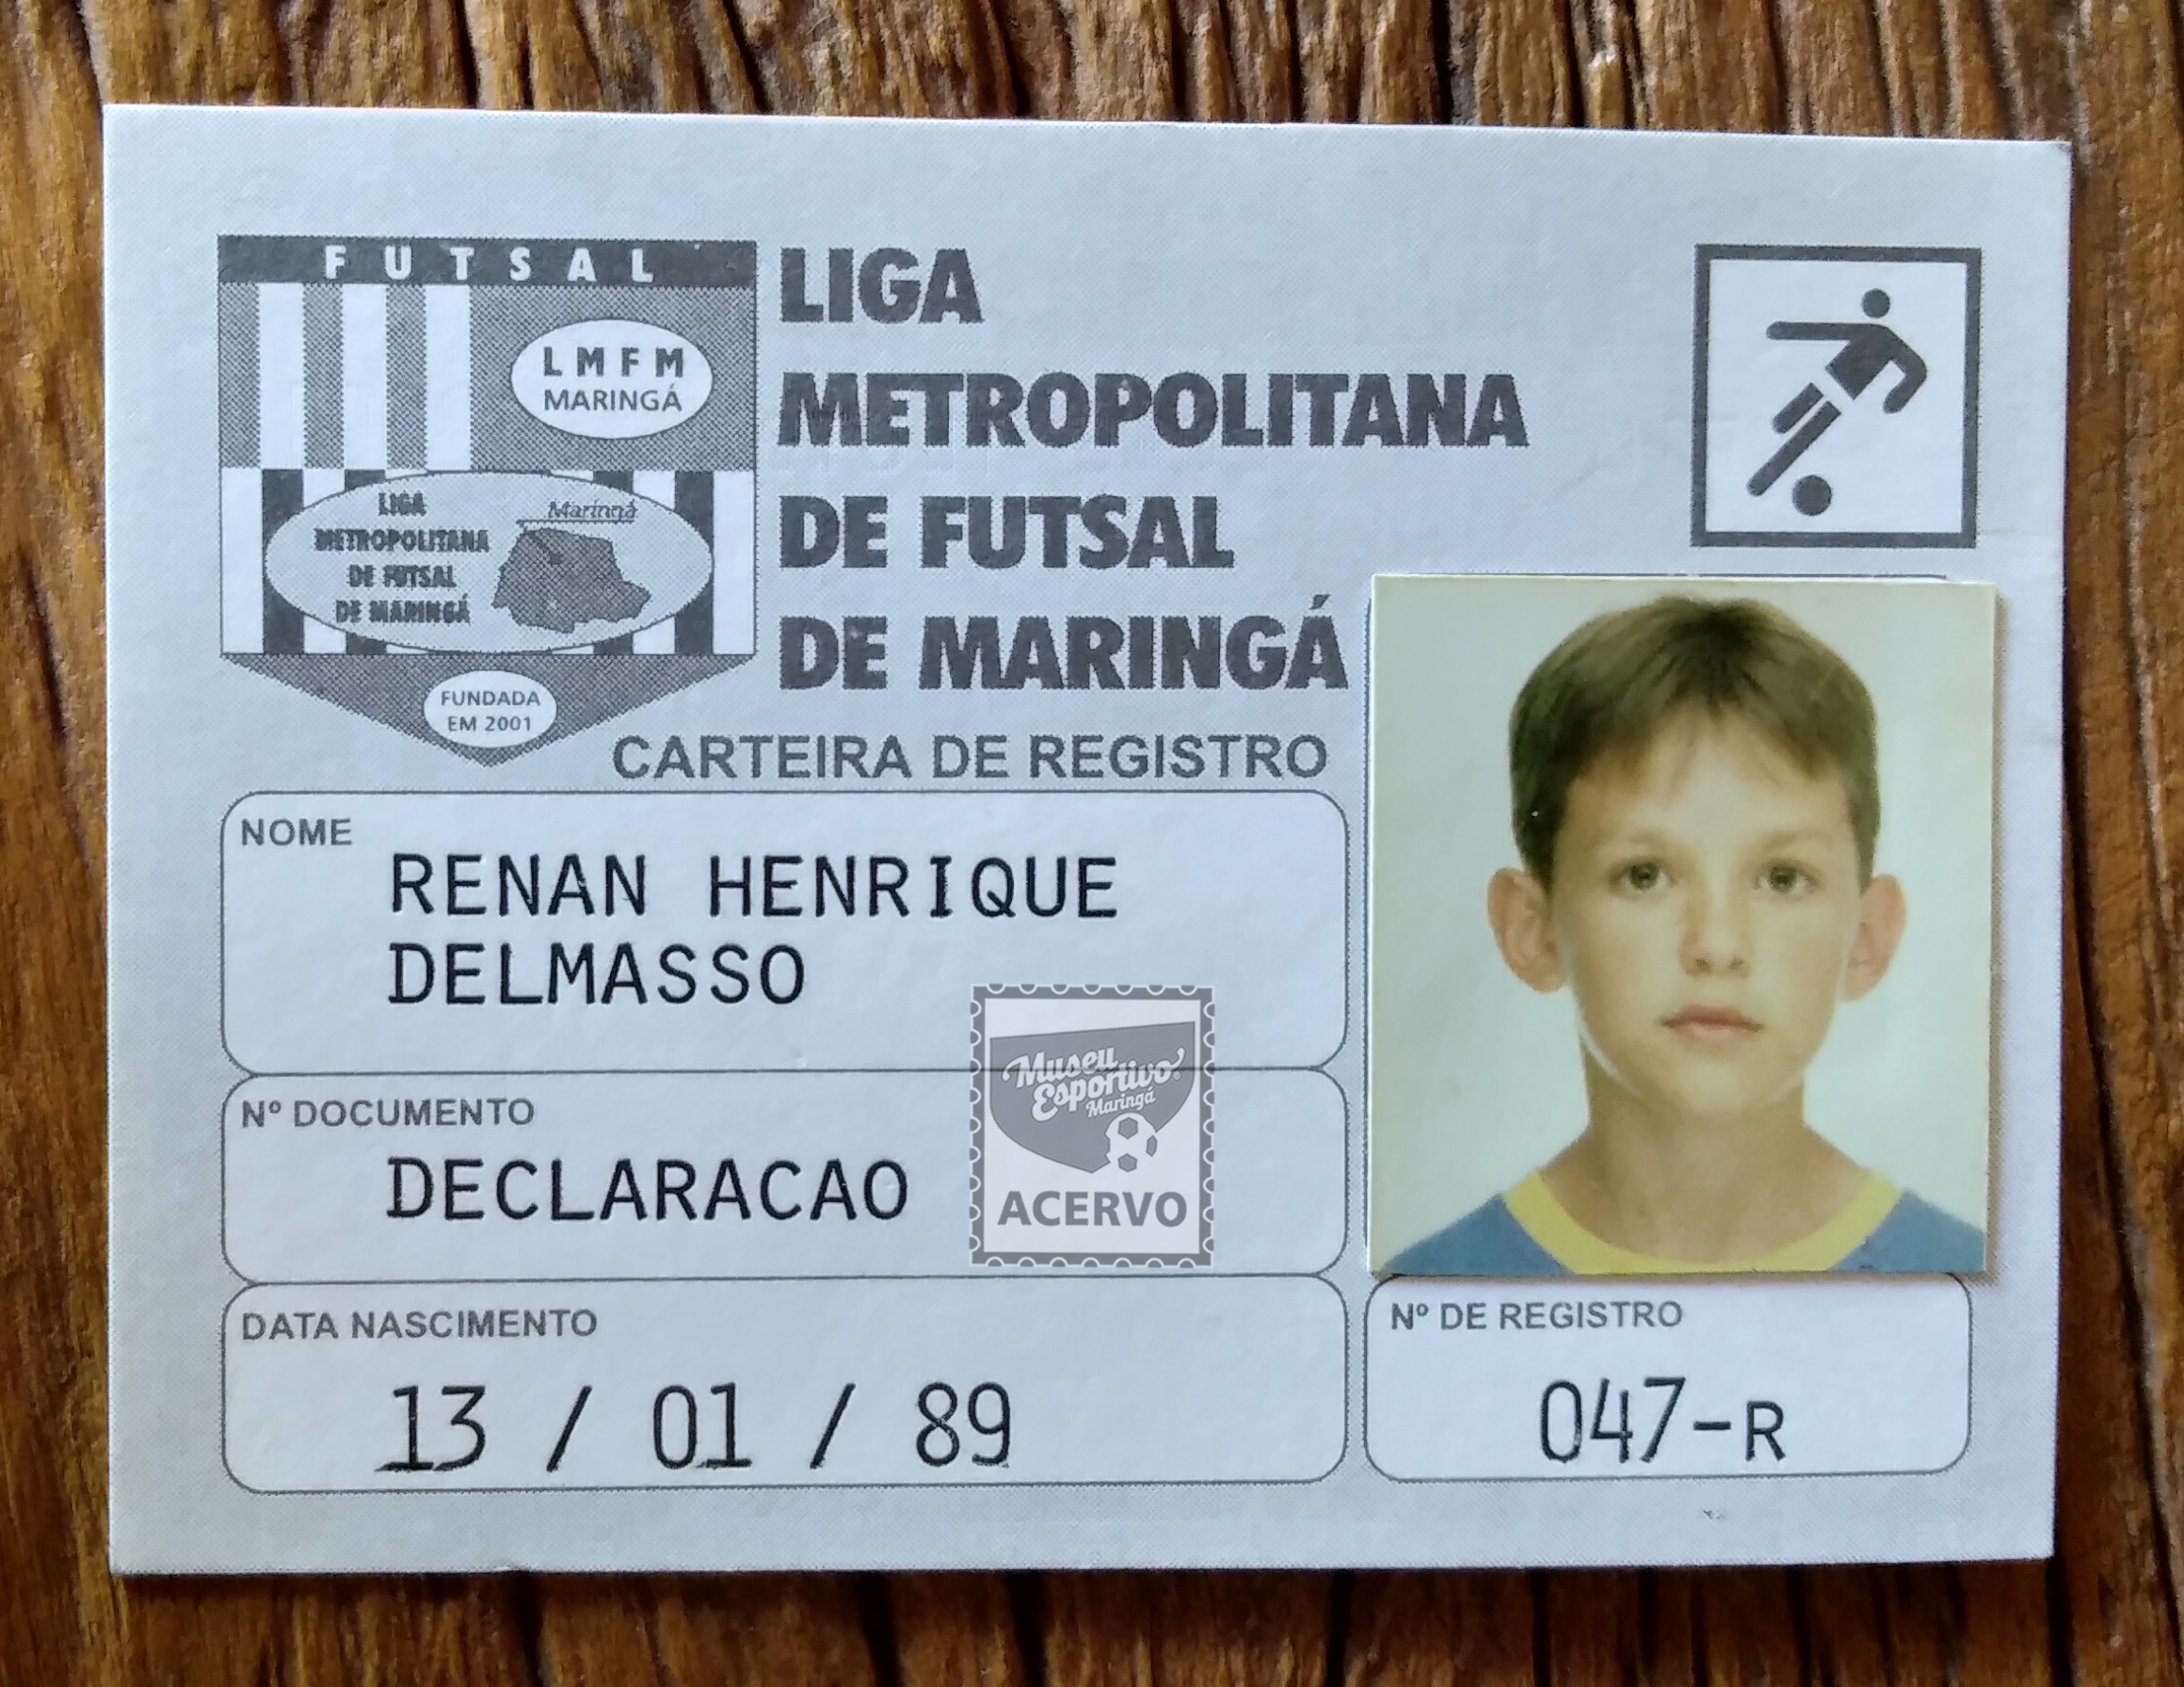 FUTSAL
LMFM
MARINGÁ
LIGA
METROPOLITANA
DE FUTSAL
DE MARINGÁ
Maringá
FUNDADA
EM 2001
LIGA
METROPOLITANA
DE FUTSAL
DE MARINGÁ
CARTEIRA DE REGISTRO
NOME
RENAN HENRIQUE
DELMASSO
Nº DOCUMENTO
DECLARACAO
Museu
Esportivo
Maringá
ACERVO
DATA NASCIMENTO
13 / 01 / 89
Nº DE REGISTRO
047-R